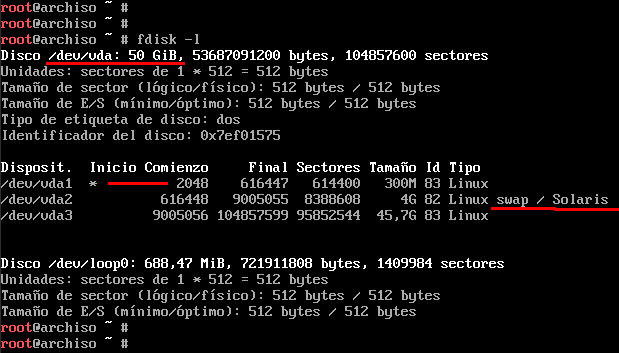 root@archiso ~ #
root@archiso ~ #
root@archiso ~ # fdisk -l
Disco /dev/vda: 50 GiB, 53687091200 bytes, 104857600 sectores
Unidades: sectores de 1 * 512 = 512 bytes
Tamaño de sector (lógico/físico): 512 bytes / 512 bytes
Tamaño de E/S (mínimo/óptimo): 512 bytes / 512 bytes
Tipo de etiqueta de disco: dos
Identificador del disco: 0x7ef01575
Disposit. Inicio Comienzo Final Sectores Tamaño Id Tipo
/dev/vda1 * 2048 616447 614400 300M 83 Linux
/dev/vda2 616448 9005055 8388608 4G 82 Linux swap / Solaris
/dev/vda3 9005056 104857599 95852544 45,7G 83 Linux
Disco /dev/loop0: 688,47 MiB, 721911808 bytes, 1409984 sectores
Unidades: sectores de 1 * 512 = 512 bytes
Tamaño de sector (lógico/físico): 512 bytes / 512 bytes
Tamaño de E/S (mínimo/óptimo): 512 bytes / 512 bytes
root@archiso ~ #
root@archiso ~ #